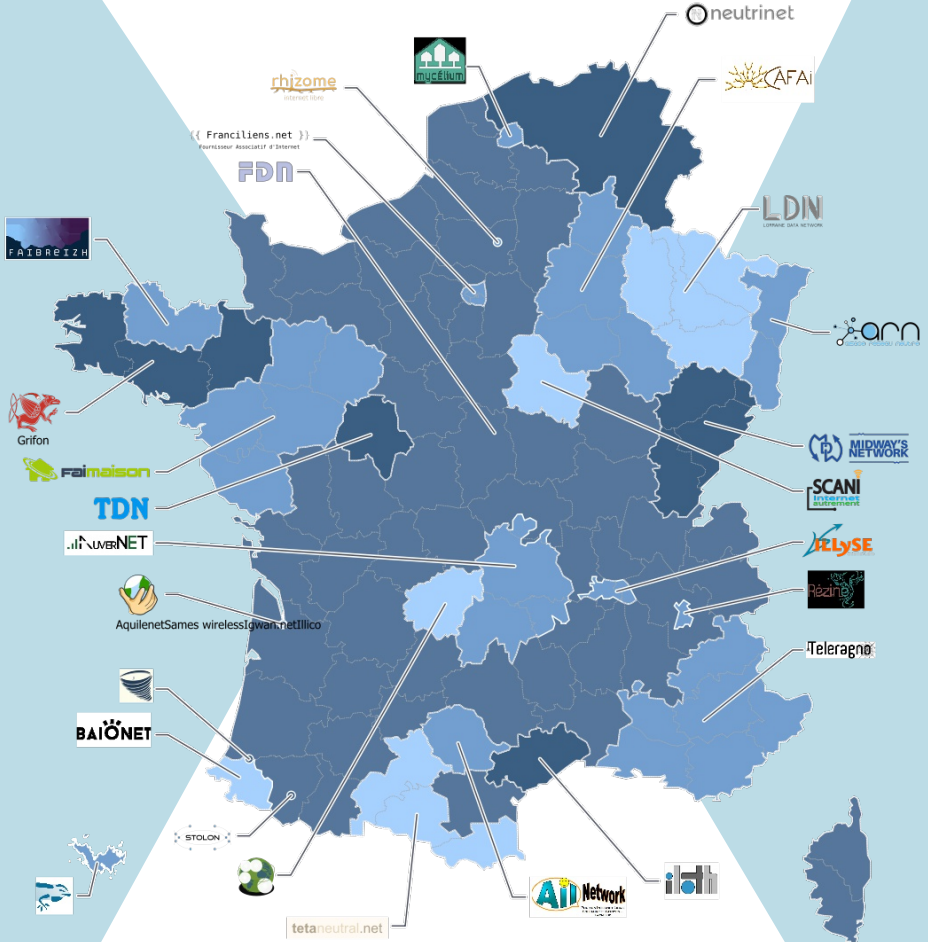 neutrinet
mycélium
CAFAi
rhizome
internet libre
{{ Franciliens.net }}
Fournisseur Associatif d'Internet
FDN
LDN
LORRAINE DATA NETWORK
FAIBREIZH
arn
Grifon
MIDWAY'S
NETWORK
faimaison
SCANI
internet
autrement
TDN
AUVERNET
iLLySE
Rézine
AquilenetSames wirelessIgwan.netIllico
Teleragno
BAIONET
STOLON
iloth
Ail Network
tetaneutral.net